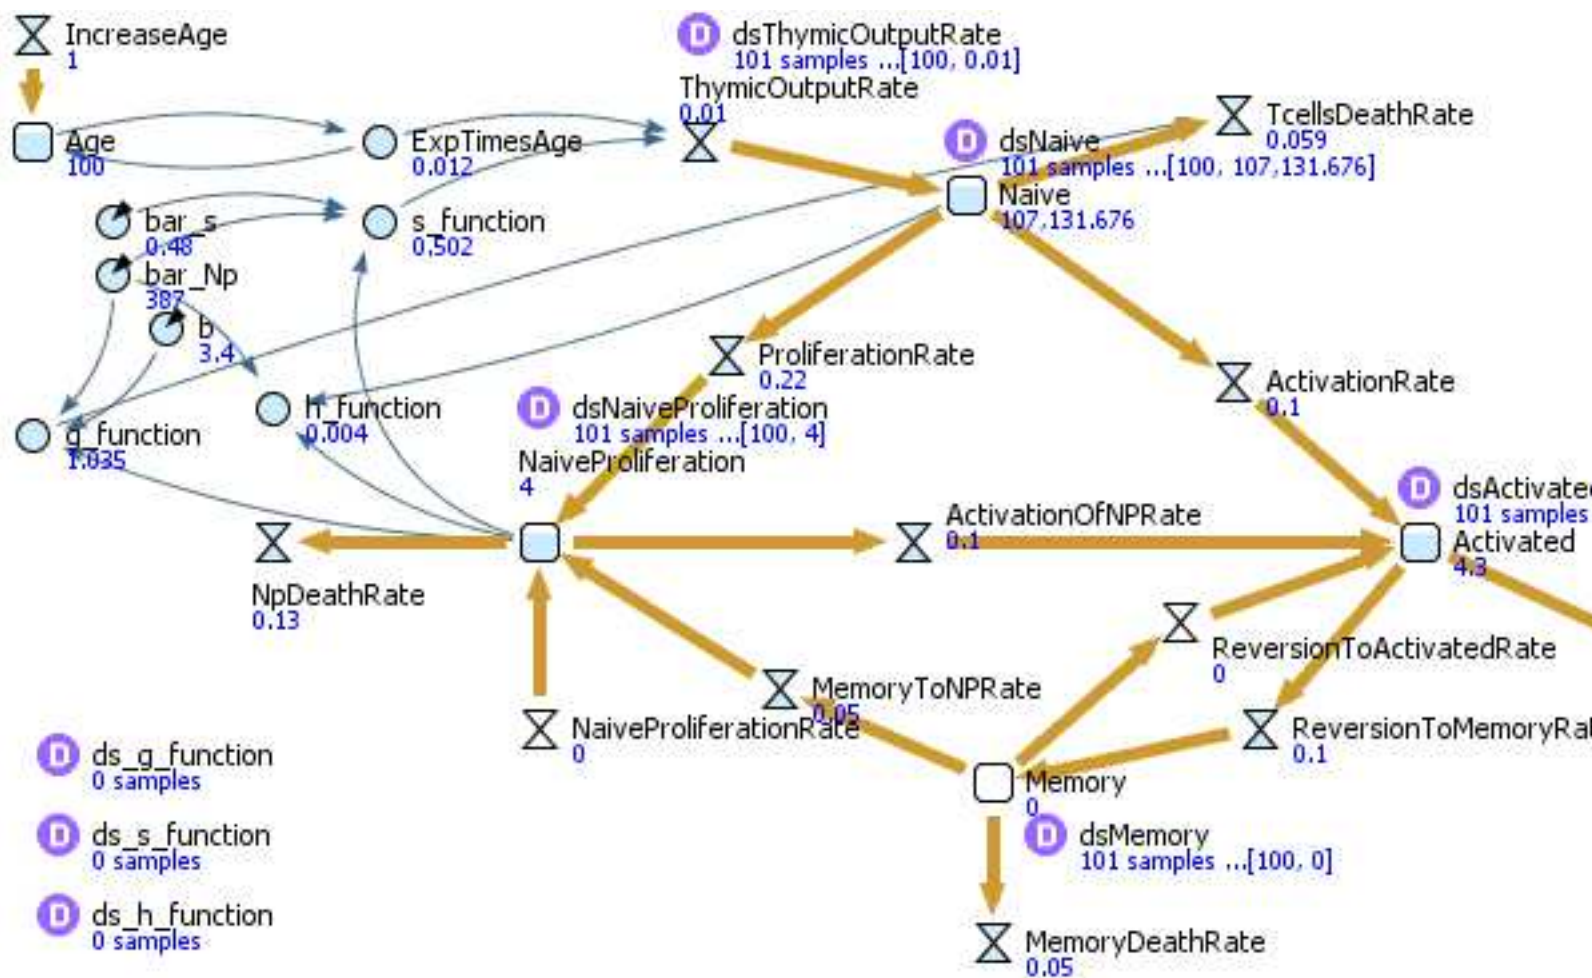 IncreaseAge
1
D dsThymicOutputRate
101 samples ...[100, 0.01]
ThymicOutputRate
0.01
Age
100
ExpTimesAge
0.012
D dsNaive
101 samples ...[100, 107,131.676]
Naive
107,131.676
TcellsDeathRate
0.059
bar_s
0.48
s_function
0.502
bar_Np
387
b
3.4
ProliferationRate
0.22
ActivationRate
0.1
g_function
1.035
h_function
0.004
D dsNaiveProliferation
101 samples ...[100, 4]
NaiveProliferation
4
D dsActivated
101 samples
Activated
4.3
ActivationOfNPRate
0.1
NpDeathRate
0.13
ReversionToActivatedRate
0
MemoryToNPRate
0.05
NaiveProliferationRate
0
ReversionToMemoryRat
0.1
Memory
0
D dsMemory
101 samples ...[100, 0]
MemoryDeathRate
0.05
D ds_g_function
0 samples
D ds_s_function
0 samples
D ds_h_function
0 samples